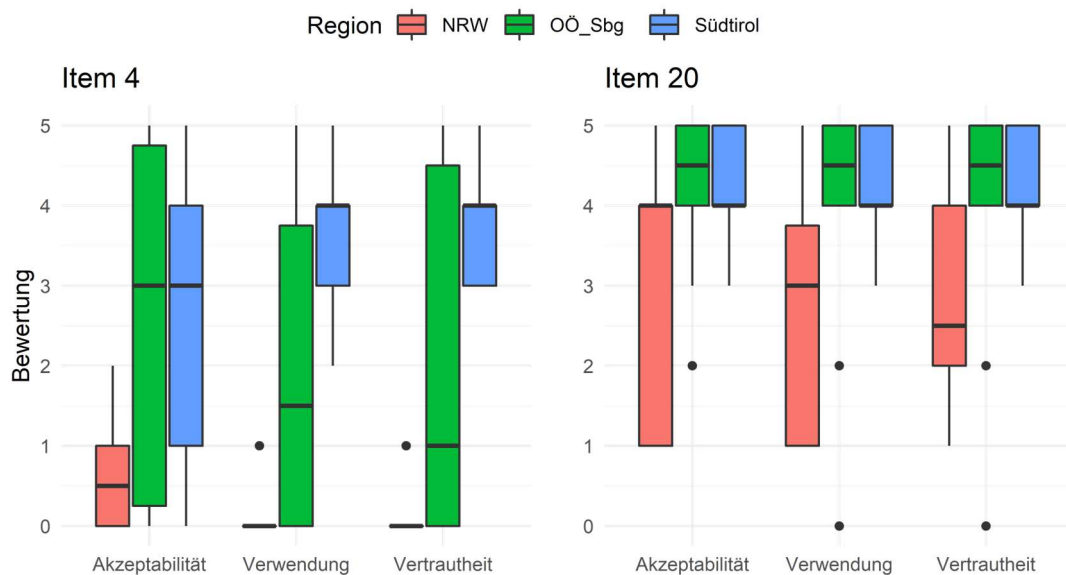 Region NRW OÖ_Sbg Südtirol
Item 4
Item 20
Bewertung
5
4
3
2
1
0
Akzeptabilität Verwendung Vertrautheit
5
4
3
2
1
0
Akzeptabilität Verwendung Vertrautheit